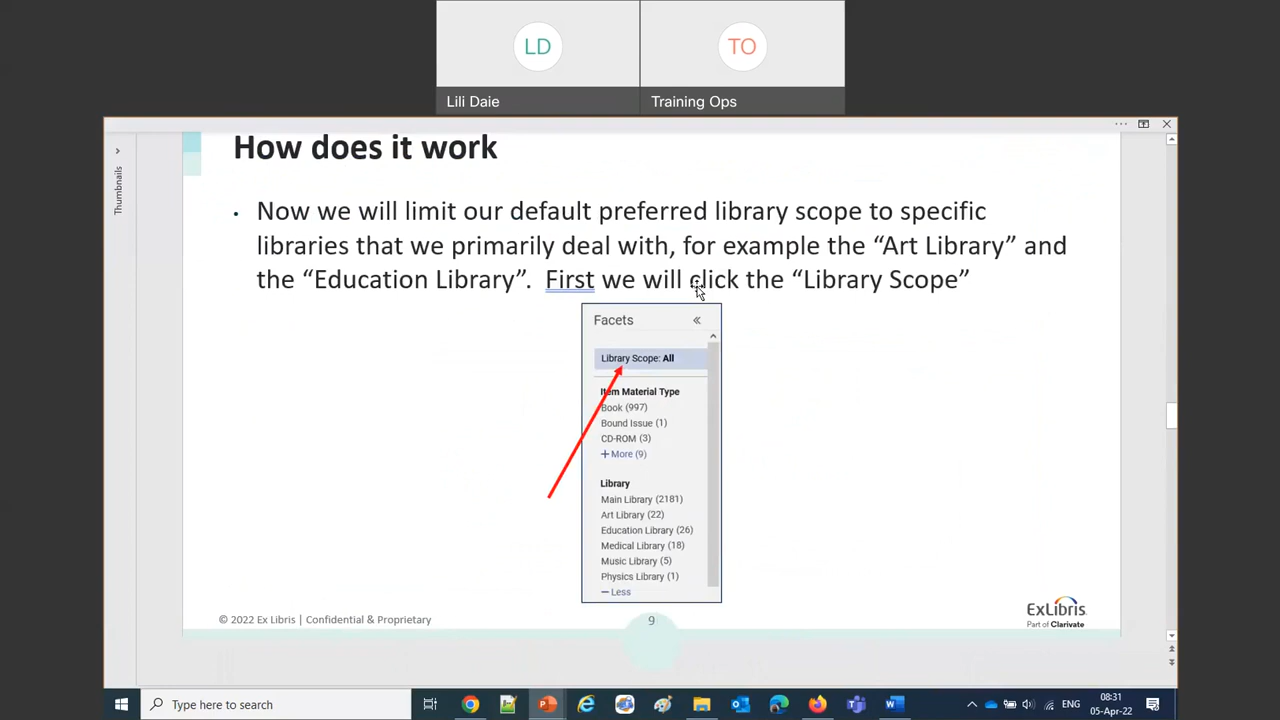 LD
TO
Lili Daie
Training Ops
Thumbnails
How does it work
• Now we will limit our default preferred library scope to specific
libraries that we primarily deal with, for example the “Art Library” and
the “Education Library”. First we will click the “Library Scope”
Facets
Library Scope: All
Item Material Type
Book (997)
Bound Issue (1)
CD-ROM (3)
+ More (9)
Library
Main Library (2181)
Art Library (22)
Education Library (26)
Medical Library (18)
Music Library (5)
Physics Library (1)
− Less
© 2022 Ex Libris | Confidential & Proprietary
9
ExLibris
Part of Clarivate
Type here to search
ENG
08:31
05-Apr-22